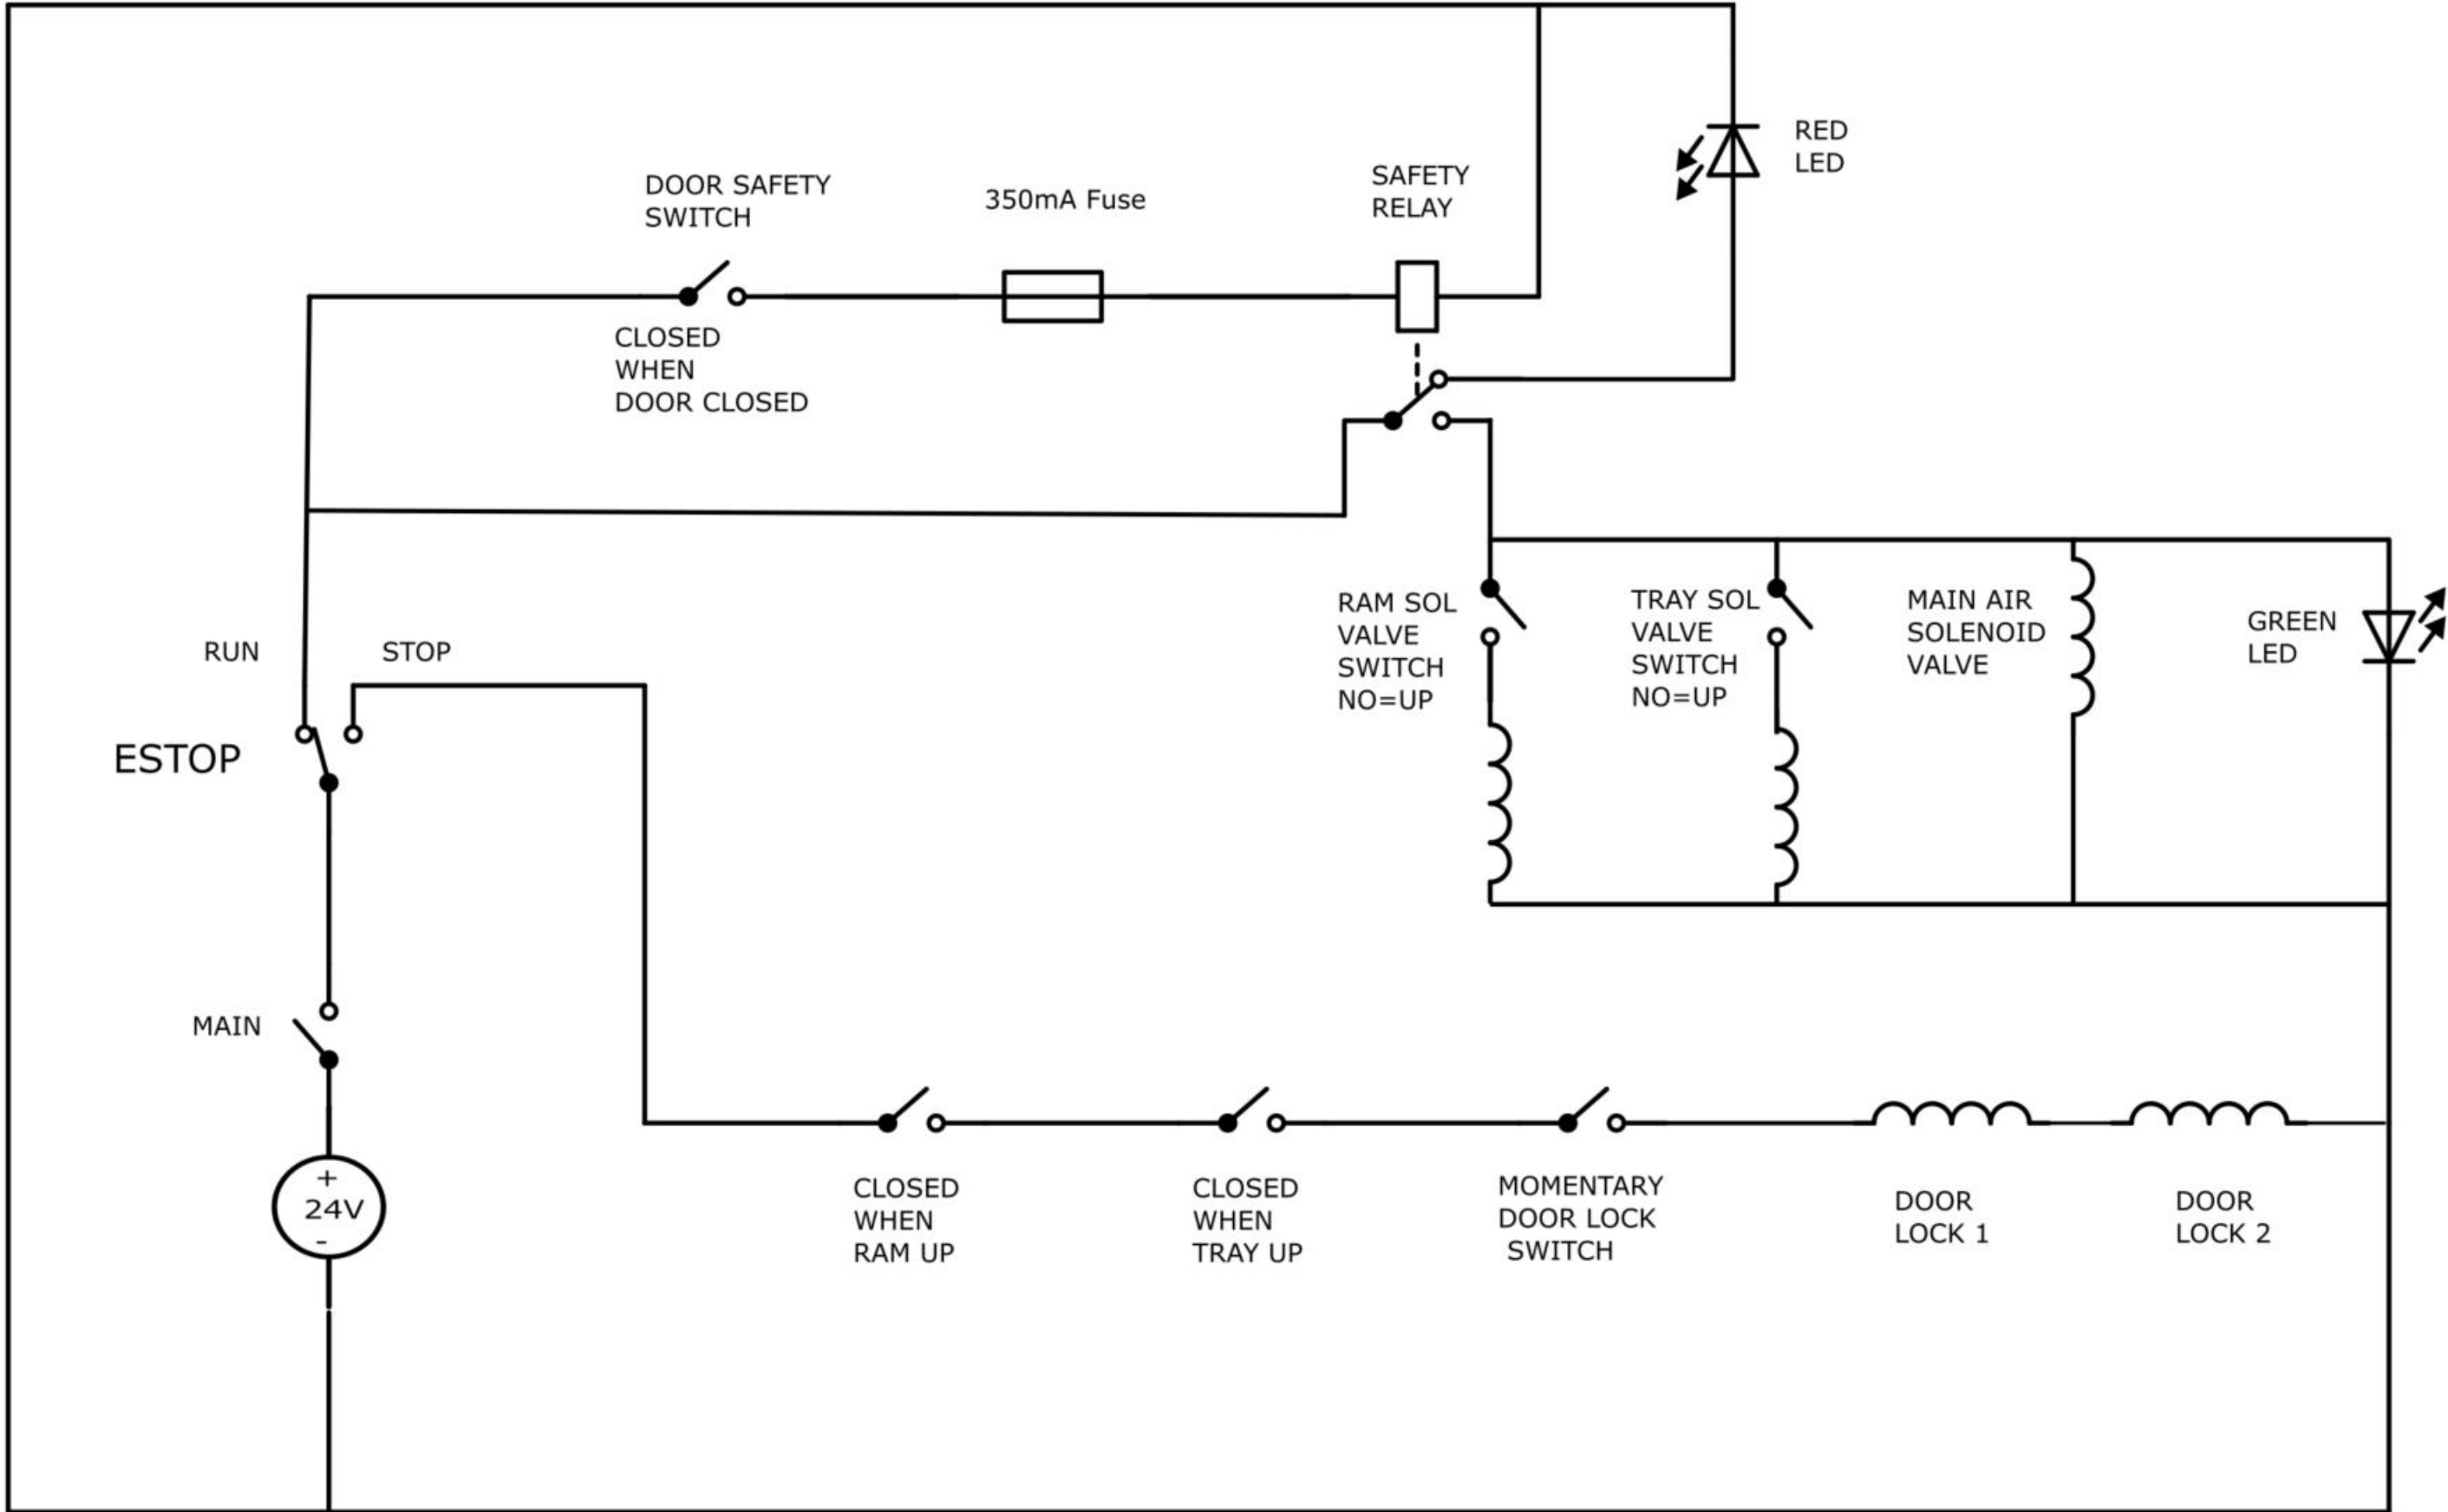 RED
LED
DOOR SAFETY
SWITCH
350mA Fuse
SAFETY
RELAY
CLOSED
WHEN
DOOR CLOSED
RUN
STOP
ESTOP
RAM SOL
VALVE
SWITCH
NO=UP
TRAY SOL
VALVE
SWITCH
NO=UP
MAIN AIR
SOLENOID
VALVE
GREEN
LED
MAIN
+
24V
-
CLOSED
WHEN
RAM UP
CLOSED
WHEN
TRAY UP
MOMENTARY
DOOR LOCK
SWITCH
DOOR
LOCK 1
DOOR
LOCK 2